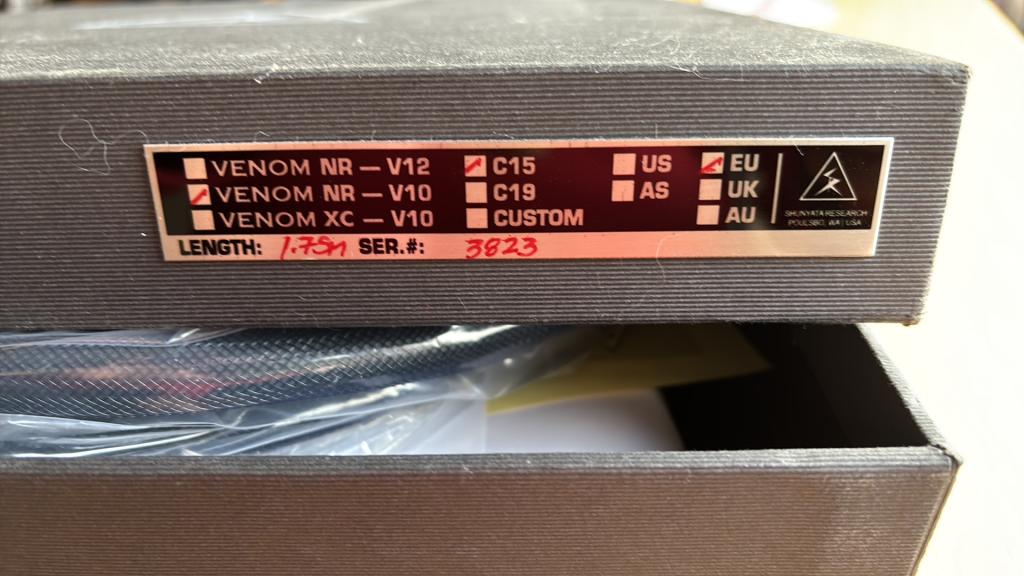 VENOM NR — V12 C15 US EU
VENOM NR — V10 C19 AS UK
VENOM XC — V10 CUSTOM AU
SHUNYATA RESEARCH
POULSBO, WA | USA
LENGTH: 1.75m SER.#: 3823